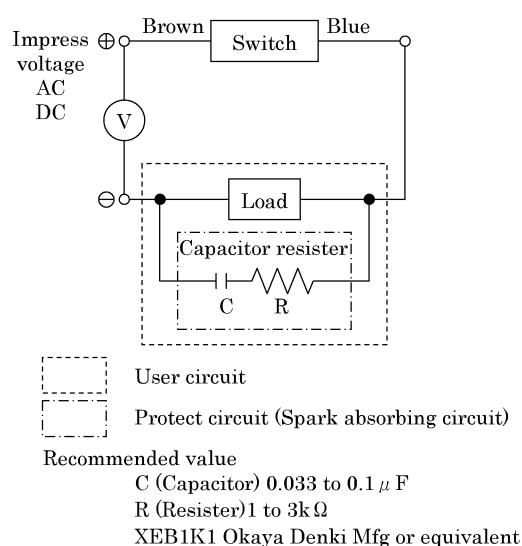 Brown
Blue
Impress
voltage
AC
DC
⊕
Switch
V
⊖
Load
Capacitor resister
C
R
User circuit
Protect circuit (Spark absorbing circuit)
Recommended value
C (Capacitor) 0.033 to 0.1 μ F
R (Resister)1 to 3kΩ
XEB1K1 Okaya Denki Mfg or equivalent